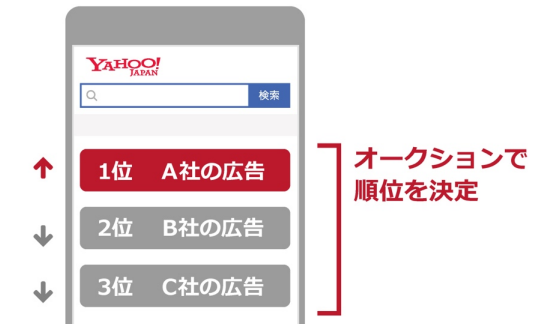 YAHOO!
JAPAN
検索
1位 A社の広告
2位 B社の広告
3位 C社の広告
オークションで
順位を決定